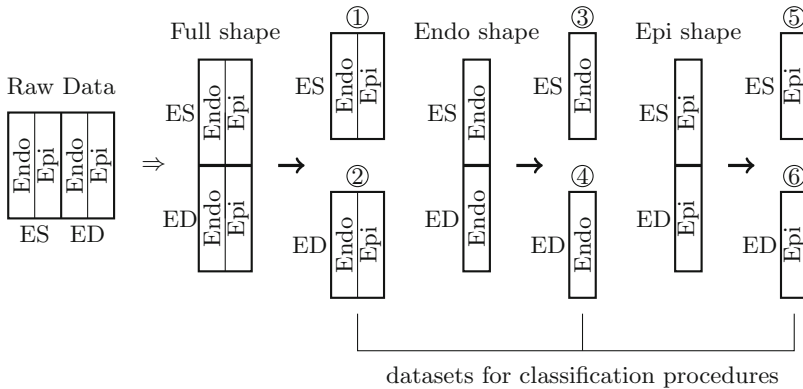 Raw Data
Endo
Epi
Endo
Epi
ES ED
⇒
Full shape
ES
Endo
Epi
ED
Endo
Epi
①
ES
Endo
Epi
②
ED
Endo
Epi
Endo shape
ES
Endo
ED
Endo
③
ES
Endo
④
ED
Endo
Epi shape
ES
Epi
ED
Epi
⑤
ES
Epi
⑥
ED
Epi
datasets for classification procedures